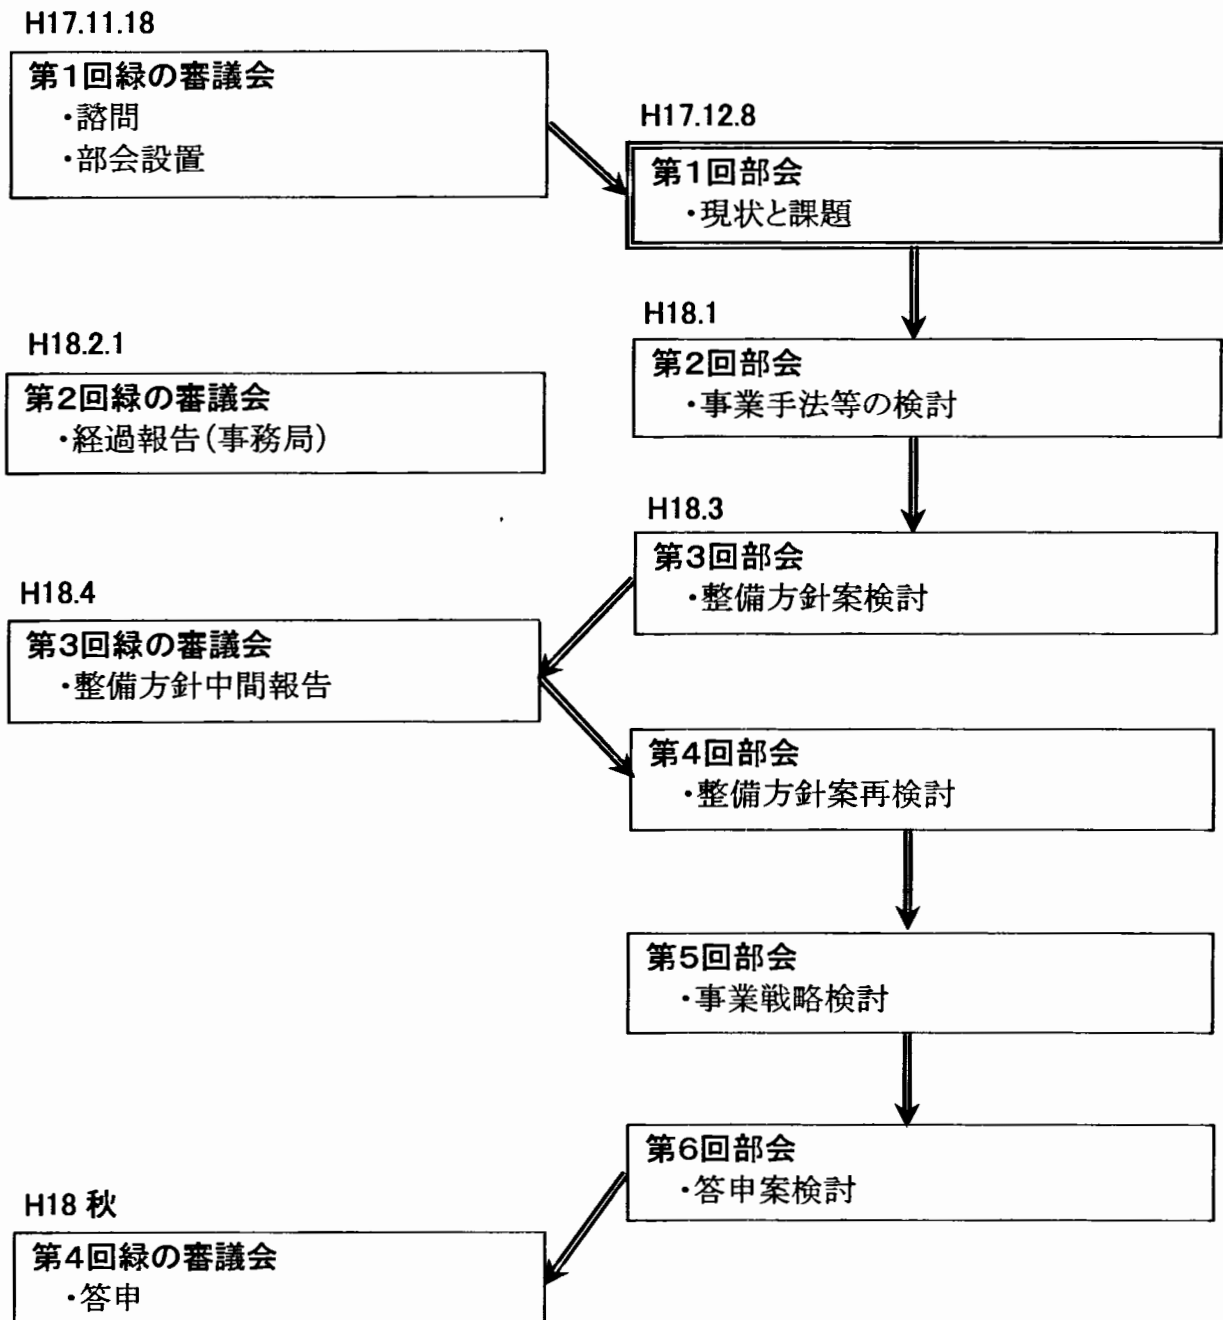 H17.11.18
第1回緑の審議会
・諮問
・部会設置
H17.12.8
第1回部会
・現状と課題
H18.1
第2回部会
・事業手法等の検討
H18.2.1
第2回緑の審議会
・経過報告(事務局)
H18.3
第3回部会
・整備方針案検討
H18.4
第3回緑の審議会
・整備方針中間報告
第4回部会
・整備方針案再検討
第5回部会
・事業戦略検討
第6回部会
・答申案検討
H18 秋
第4回緑の審議会
・答申